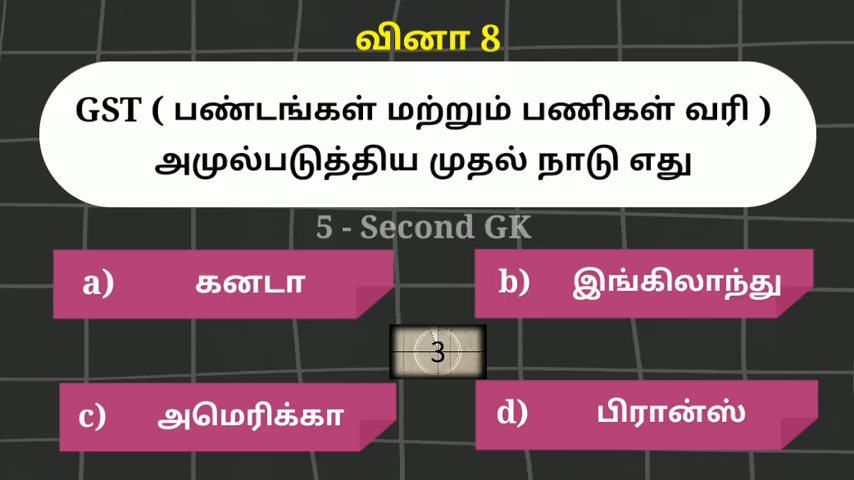 வினா 8
GST ( பண்டங்கள் மற்றும் பணிகள் வரி )
அமுல்படுத்திய முதல் நாடு எது
5 - Second GK
a) கனடா
b) இங்கிலாந்து
3
c) அமெரிக்கா
d) பிரான்ஸ்